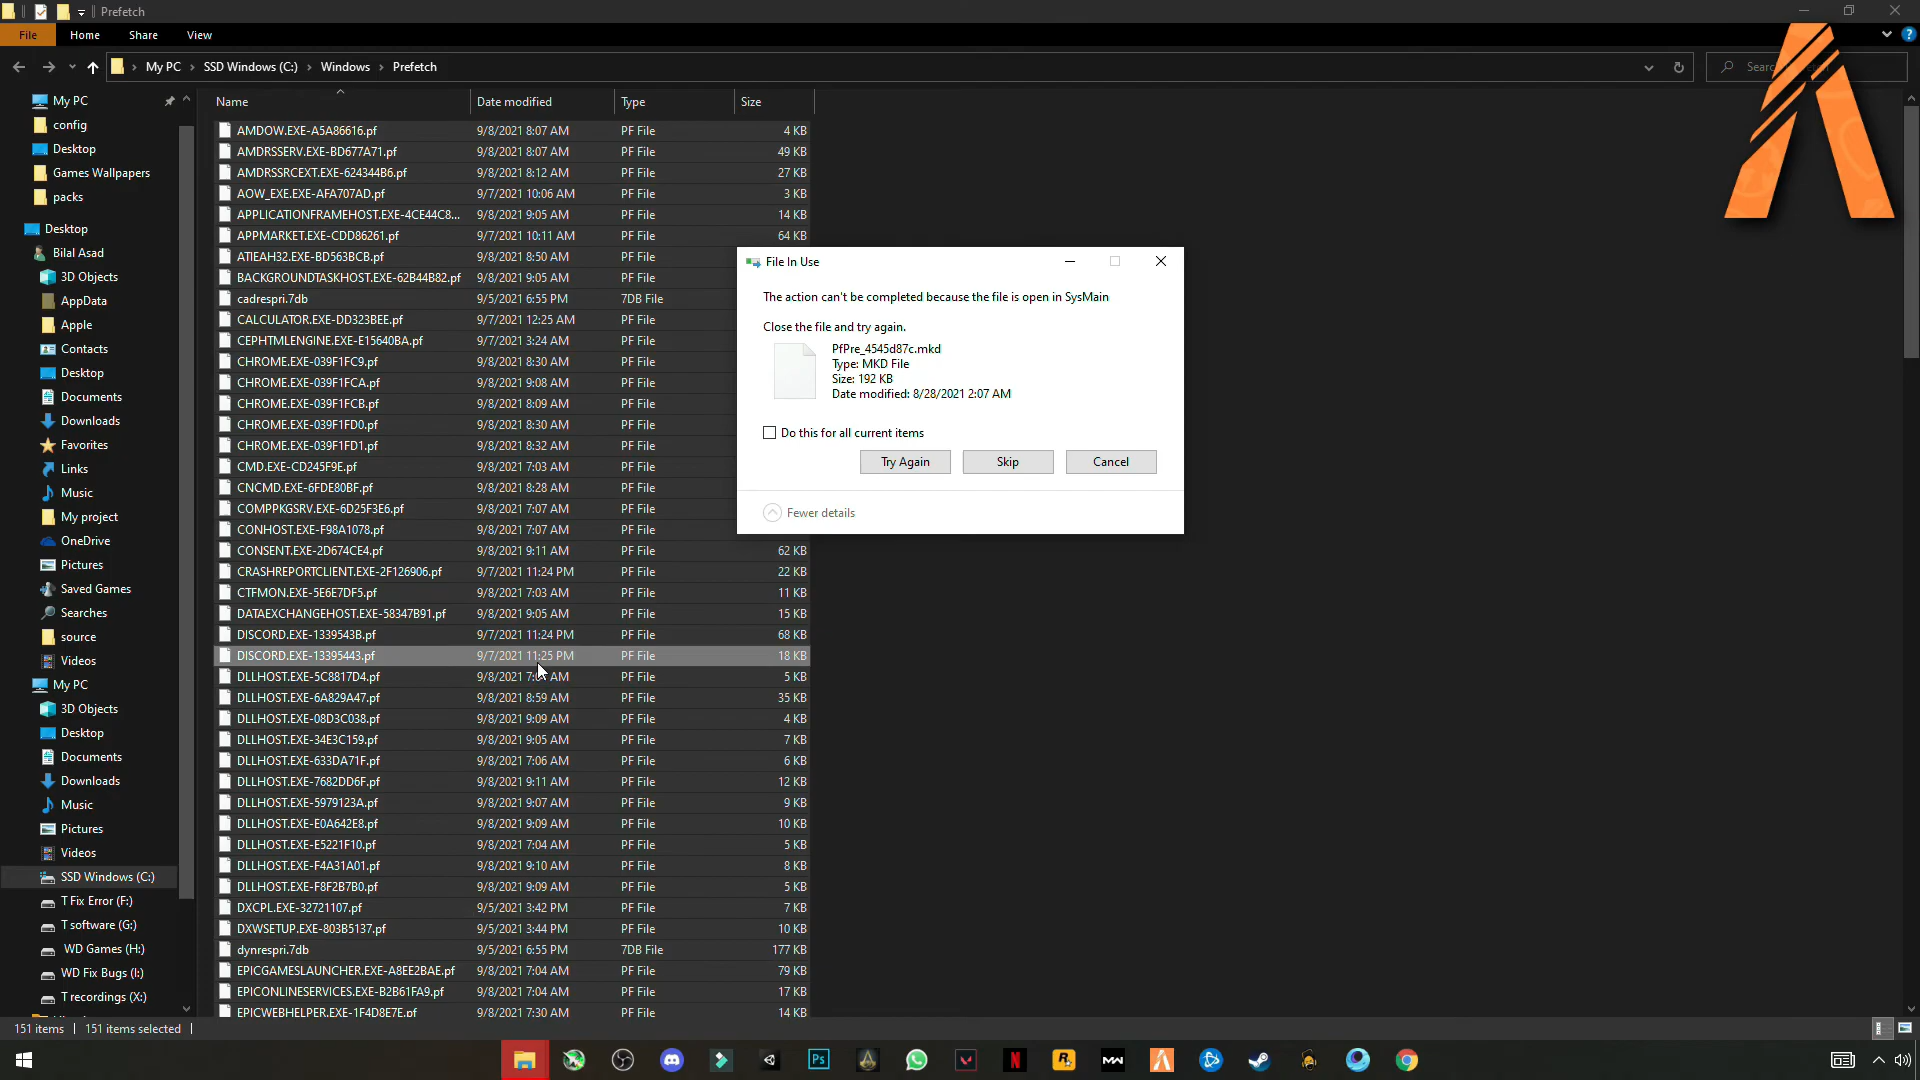 Prefetch
File
Home
Share
View
My PC
SSD Windows (C:)
Windows
Prefetch
Name
Date modified
Type
Size
My PC
config
Desktop
Games Wallpapers
packs
Desktop
Bilal Asad
3D Objects
AppData
Apple
Contacts
Desktop
Documents
Downloads
Favorites
Links
Music
My project
OneDrive
Pictures
Saved Games
Searches
source
Videos
My PC
3D Objects
Desktop
Documents
Downloads
Music
Pictures
Videos
SSD Windows (C:)
T Fix Error (F:)
T software (G:)
WD Games (H:)
WD Fix Bugs (I:)
T recordings (X:)
AMDOW.EXE-A5A86616.pf 9/8/2021 8:07 AM PF File 4 KB
AMDRSSERV.EXE-BD677A71.pf 9/8/2021 8:07 AM PF File 49 KB
AMDRSSRCEXT.EXE-624344B6.pf 9/8/2021 8:12 AM PF File 27 KB
AOW_EXE.EXE-AFA707AD.pf 9/7/2021 10:06 AM PF File 3 KB
APPLICATIONFRAMEHOST.EXE-4CE44C8... 9/8/2021 9:05 AM PF File 14 KB
APPMARKET.EXE-CDD86261.pf 9/7/2021 10:11 AM PF File 64 KB
ATIEAH32.EXE-BD563BCB.pf 9/8/2021 8:50 AM PF File
BACKGROUNDTASKHOST.EXE-62B44B82.pf 9/8/2021 9:05 AM PF File
cadrespri.7db 9/5/2021 6:55 PM 7DB File
CALCULATOR.EXE-DD323BEE.pf 9/7/2021 12:25 AM PF File
CEPHTMLENGINE.EXE-E15640BA.pf 9/7/2021 3:24 AM PF File
CHROME.EXE-039F1FC9.pf 9/8/2021 8:30 AM PF File
CHROME.EXE-039F1FCA.pf 9/8/2021 9:08 AM PF File
CHROME.EXE-039F1FCB.pf 9/8/2021 8:09 AM PF File
CHROME.EXE-039F1FD0.pf 9/8/2021 8:30 AM PF File
CHROME.EXE-039F1FD1.pf 9/8/2021 8:32 AM PF File
CMD.EXE-CD245F9E.pf 9/8/2021 7:03 AM PF File
CNCMD.EXE-6FDE80BF.pf 9/8/2021 8:28 AM PF File
COMPPKGSRV.EXE-6D25F3E6.pf 9/8/2021 7:07 AM PF File
CONHOST.EXE-F98A1078.pf 9/8/2021 7:07 AM PF File
CONSENT.EXE-2D674CE4.pf 9/8/2021 9:11 AM PF File 62 KB
CRASHREPORTCLIENT.EXE-2F126906.pf 9/7/2021 11:24 PM PF File 22 KB
CTFMON.EXE-5E6E7DF5.pf 9/8/2021 7:03 AM PF File 11 KB
DATAEXCHANGEHOST.EXE-58347B91.pf 9/8/2021 9:05 AM PF File 15 KB
DISCORD.EXE-1339543B.pf 9/7/2021 11:24 PM PF File 68 KB
DISCORD.EXE-13395443.pf 9/7/2021 11:25 PM PF File 18 KB
DLLHOST.EXE-5C8817D4.pf 9/8/2021 AM PF File 5 KB
DLLHOST.EXE-6A829A47.pf 9/8/2021 8:59 AM PF File 35 KB
DLLHOST.EXE-08D3C038.pf 9/8/2021 9:09 AM PF File 4 KB
DLLHOST.EXE-34E3C159.pf 9/8/2021 9:05 AM PF File 7 KB
DLLHOST.EXE-633DA71F.pf 9/8/2021 7:06 AM PF File 6 KB
DLLHOST.EXE-7682DD6F.pf 9/8/2021 9:11 AM PF File 12 KB
DLLHOST.EXE-5979123A.pf 9/8/2021 9:07 AM PF File 9 KB
DLLHOST.EXE-E0A642E8.pf 9/8/2021 9:09 AM PF File 10 KB
DLLHOST.EXE-E5221F10.pf 9/8/2021 7:04 AM PF File 5 KB
DLLHOST.EXE-F4A31A01.pf 9/8/2021 9:10 AM PF File 8 KB
DLLHOST.EXE-F8F2B7B0.pf 9/8/2021 9:09 AM PF File 5 KB
DXCPL.EXE-32721107.pf 9/5/2021 3:42 PM PF File 7 KB
DXWSETUP.EXE-803B5137.pf 9/5/2021 3:44 PM PF File 10 KB
dynrespri.7db 9/5/2021 6:55 PM 7DB File 177 KB
EPICGAMESLAUNCHER.EXE-A8EE2BAE.pf 9/8/2021 7:04 AM PF File 79 KB
EPICONLINESERVICES.EXE-B2B61FA9.pf 9/8/2021 7:04 AM PF File 17 KB
EPICWEBHELPER.EXE-1F4D8E7E.pf 9/8/2021 7:30 AM PF File 14 KB
File In Use
The action can't be completed because the file is open in SysMain
Close the file and try again.
PfPre_4545d87c.mkd
Type: MKD File
Size: 192 KB
Date modified: 8/28/2021 2:07 AM
Do this for all current items
Try Again
Skip
Cancel
Fewer details
151 items
151 items selected
Ps
N
R
MW